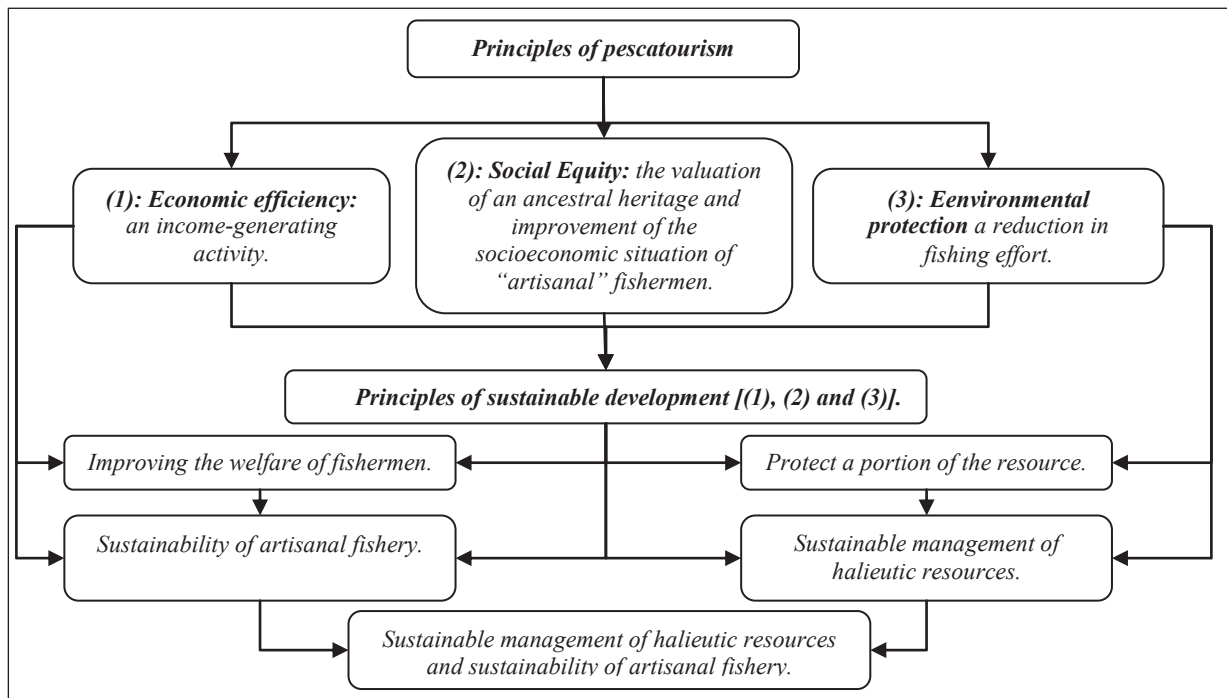 Principles of pescatourism
(1): Economic efficiency:
an income-generating
activity.
(2): Social Equity: the valuation
of an ancestral heritage and
improvement of the
socioeconomic situation of
“artisanal” fishermen.
(3): Eenvironmental
protection a reduction in
fishing effort.
Principles of sustainable development [(1), (2) and (3)].
Improving the welfare of fishermen.
Protect a portion of the resource.
Sustainability of artisanal fishery.
Sustainable management of
halieutic resources.
Sustainable management of halieutic resources
and sustainability of artisanal fishery.